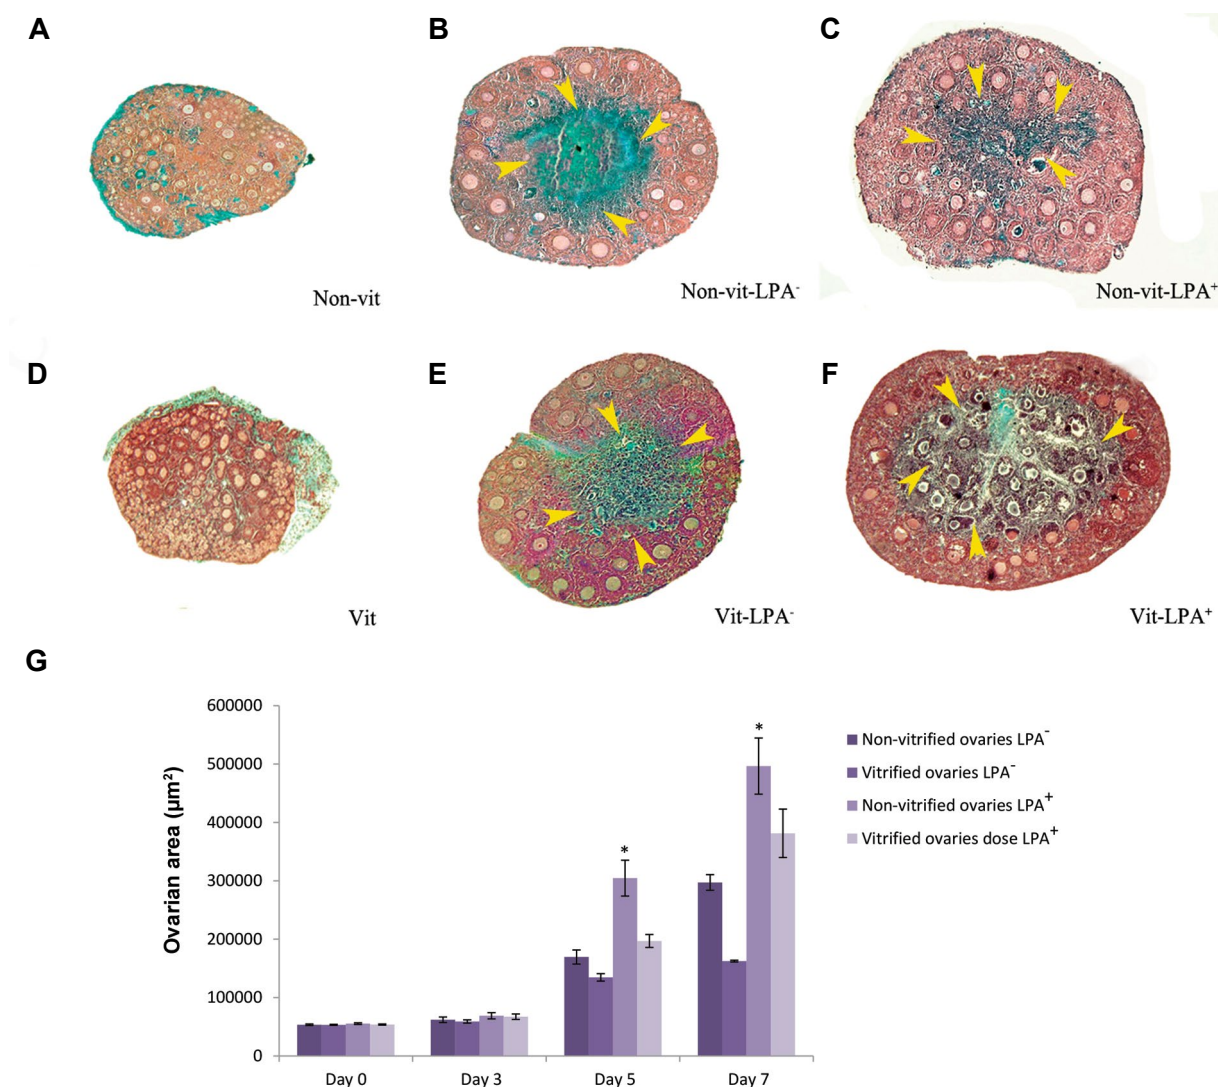 A
B
C
Non-vit
Non-vit-LPA⁻
Non-vit-LPA⁺
D
E
F
Vit
Vit-LPA⁻
Vit-LPA⁺
G
Ovarian area (µm²)
600000
500000
400000
300000
200000
100000
0
*
*
Day 0
Day 3
Day 5
Day 7
Non-vitrified ovaries LPA⁻
Vitrified ovaries LPA⁻
Non-vitrified ovaries LPA⁺
Vitrified ovaries dose LPA⁺